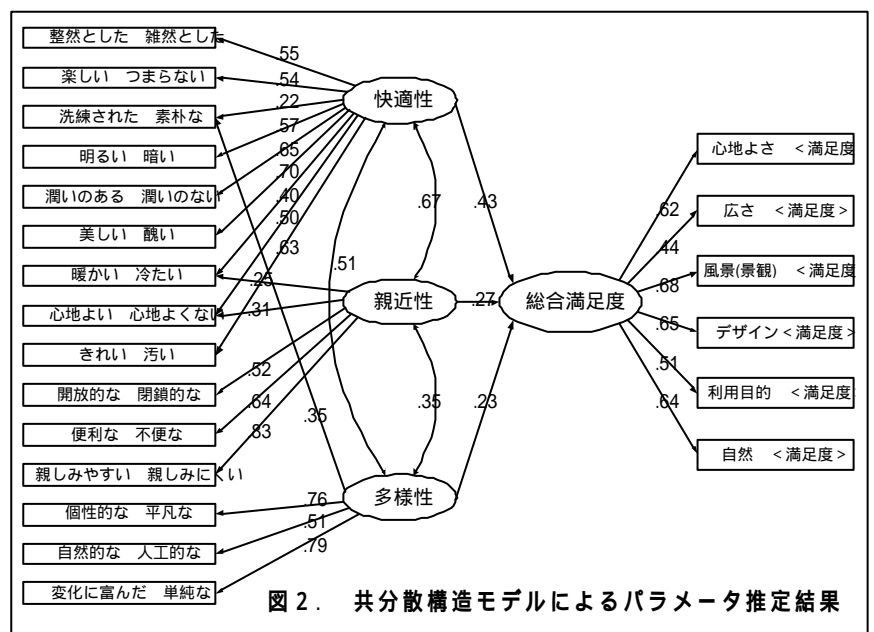 整然とした 雑然とした
楽しい つまらない
洗練された 素朴な
明るい 暗い
潤いのある 潤いのない
美しい 醜い
暖かい 冷たい
心地よい 心地よくない
きれい 汚い
開放的な 閉鎖的な
便利な 不便な
親しみやすい 親しみにくい
個性的な 平凡な
自然的な 人工的な
変化に富んだ 単純な
.55
.54
.22
.57
.65
.70
.40
.50
.63
.25
.31
.52
.64
.83
.35
.76
.51
.79
快適性
親近性
多様性
.67
.51
.35
.43
.27
.23
総合満足度
.62
.44
.68
.65
.51
.64
心地よさ <満足度
広さ <満足度>
風景(景観) <満足度
デザイン<満足度>
利用目的 <満足度>
自然 <満足度>
図2. 共分散構造モデルによるパラメータ推定結果